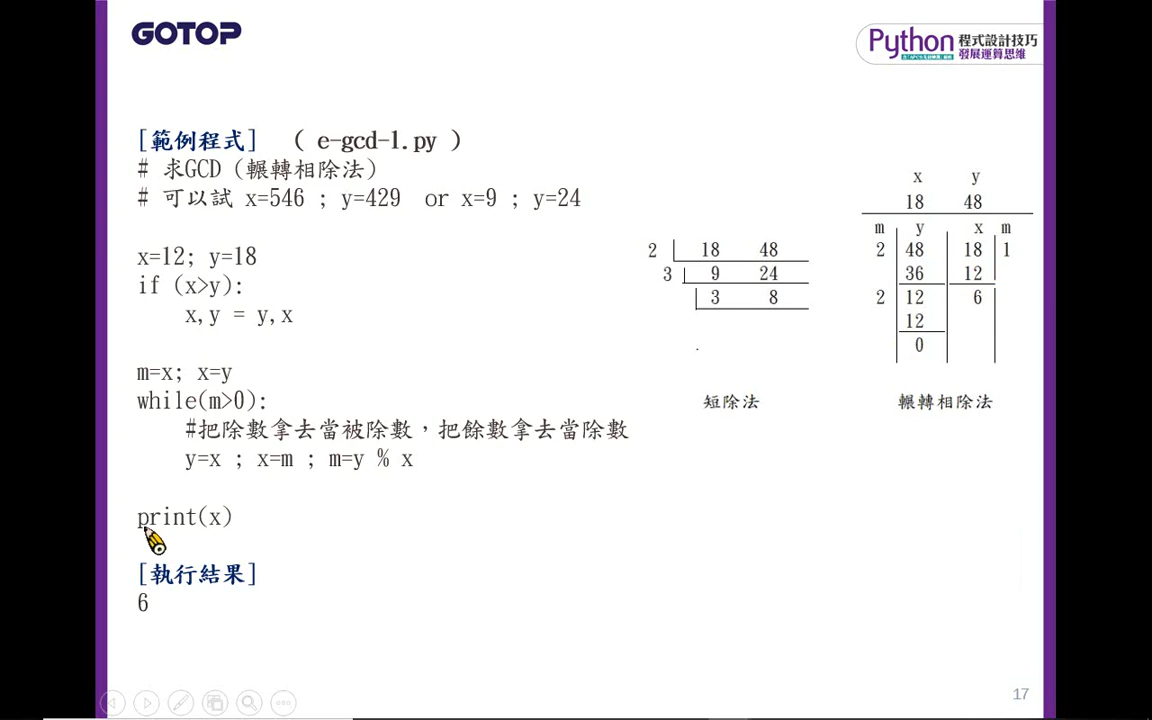 GOTOP
Python 程式設計技巧
發展運算思維
[範例程式] ( e-gcd-1.py )
# 求GCD (輾轉相除法)
# 可以試 x=546 ; y=429 or x=9 ; y=24
x=12; y=18
if (x>y):
x,y = y,x
m=x; x=y
while(m>0):
#把除數拿去當被除數，把餘數拿去當除數
y=x ; x=m ; m=y % x
print(x)
[執行結果]
6
2 18 48
3 9 24
3 8
短除法
x y
18 48
m y x m
2 48 18 1
36 12
2 12 6
12
0
輾轉相除法
17